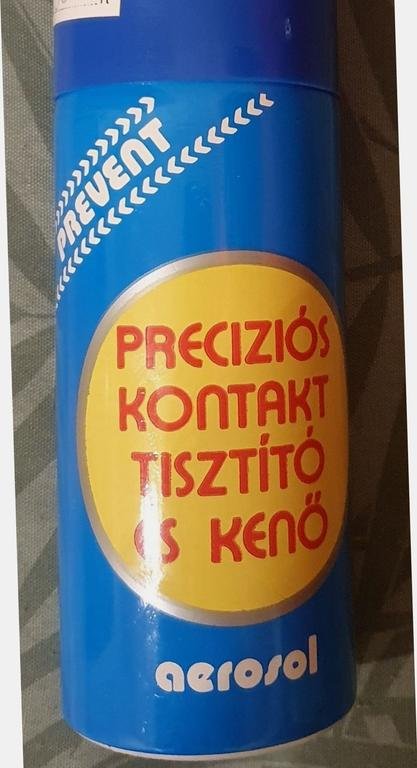 PREVENT
PRECIZIÓS
KONTAKT
TISZTÍTÓ
ÉS KENŐ
aerosol